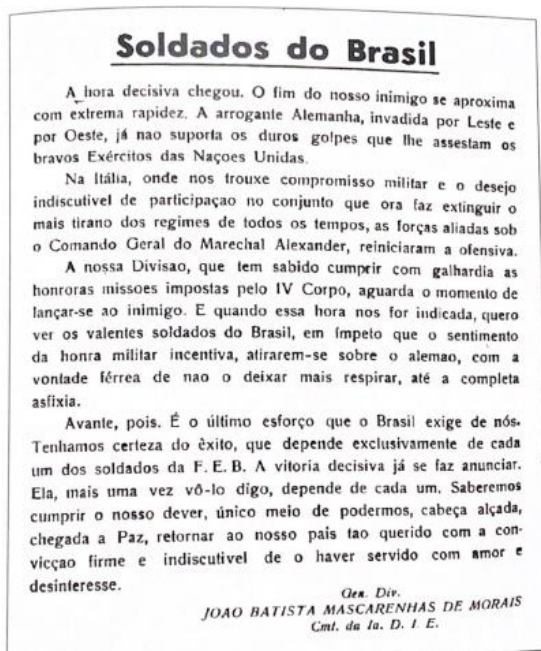 Soldados do Brasil
A hora decisiva chegou. O fim do nosso inimigo se aproxima
com extrema rapidez. A arrogante Alemanha, invadida por Leste e
por Oeste, já nao suporta os duros golpes que lhe assestam os
bravos Exércitos das Naçoes Unidas.
Na Itália, onde nos trouxe compromisso militar e o desejo
indiscutivel de participaçao no conjunto que ora faz extinguir o
mais tirano dos regimes de todos os tempos, as forças aliadas sob
o Comando Geral do Marechal Alexander, reiniciaram a ofensiva.
A nossa Divisao, que tem sabido cumprir com galhardia as
honroras missoes impostas pelo IV Corpo, aguarda o momento de
lançar-se ao inimigo. E quando essa hora nos for indicada, quero
ver os valentes soldados do Brasil, em ímpeto que o sentimento
da honra militar incentiva, atirarem-se sobre o alemao, com a
vontade férrea de nao o deixar mais respirar, até a completa
asfixia.
Avante, pois. É o último esforço que o Brasil exige de nós.
Tenhamos certeza do èxito, que depende exclusivamente de cada
um dos soldados da F. E. B. A vitoria decisiva já se faz anunciar.
Ela, mais uma vez vô-lo digo, depende de cada um. Saberemos
cumprir o nosso dever, único meio de podermos, cabeça alçada,
chegada a Paz, retornar ao nosso pais tao querido com a con-
vicçao firme e indiscutivel de o haver servido com amor e
desinteresse.
Gen. Div.
JOAO BATISTA MASCARENHAS DE MORAIS
Cmt. da Ia. D. I. E.